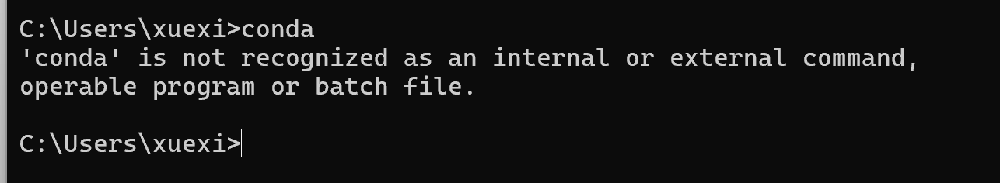 C:\Users\xuexi>conda
'conda' is not recognized as an internal or external command,
operable program or batch file.
C:\Users\xuexi>